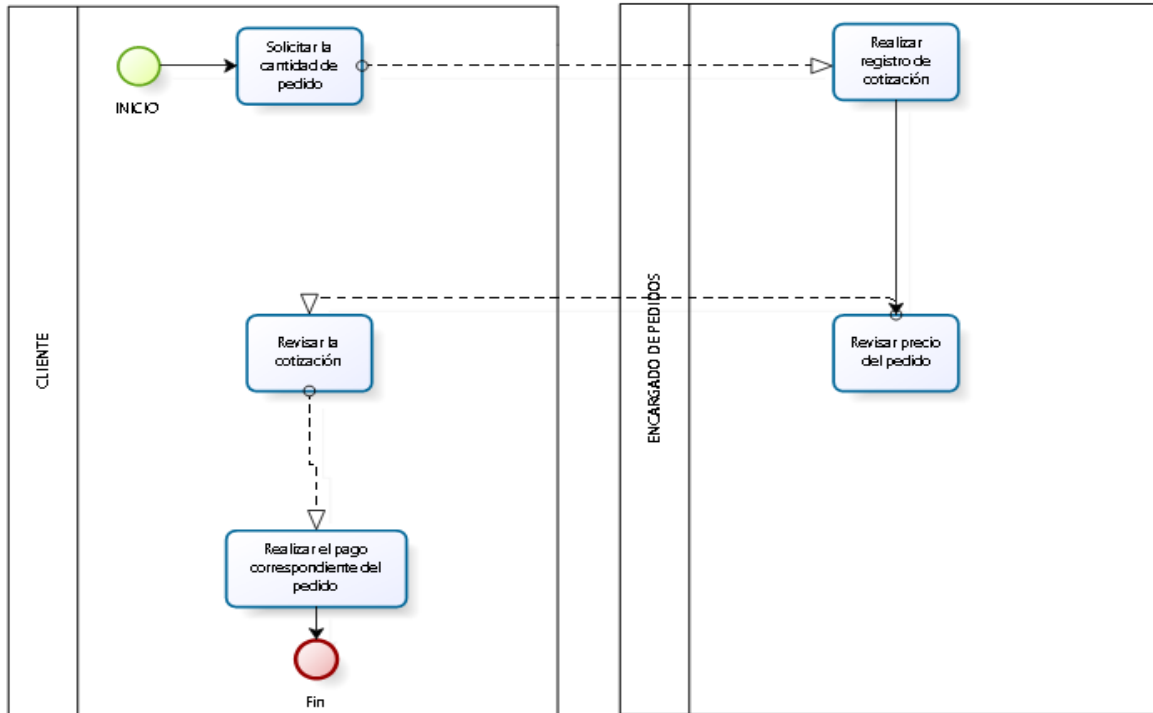 CLIENTE
INICIO
Solicitar la
cantidad de
pedido
ENCARGADO DE PEDIDOS
Realizar
registro de
cotización
Revisar la
cotización
Revisar precio
del pedido
Realizar el pago
correspondiente del
pedido
Fin